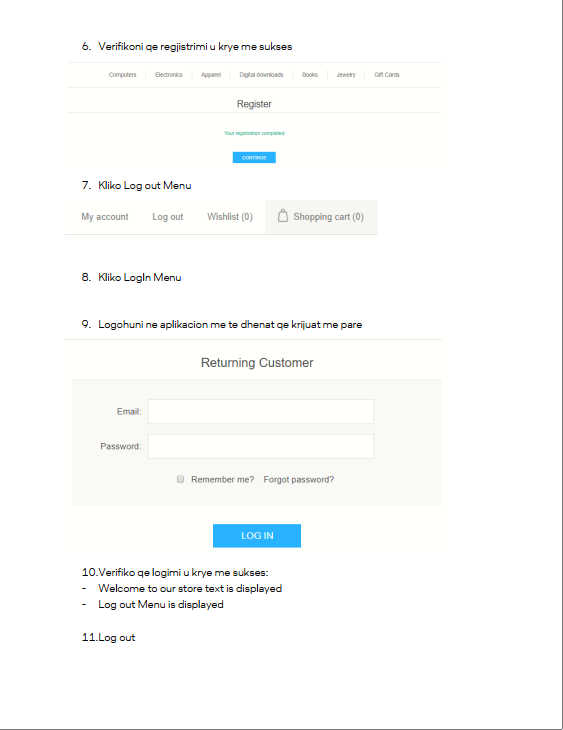 6. Verifikoni qe regjistrimi u krye me sukses
Computers Electronics Apparel Digital downloads Books Jewelry Gift Cards
Register
Your registration completed
CONTINUE
7. Kliko Log out Menu
My account Log out Wishlist (0) Shopping cart (0)
8. Kliko LogIn Menu
9. Logohuni ne aplikacion me te dhenat qe krijuat me pare
Returning Customer
Email:
Password:
Remember me? Forgot password?
LOG IN
10.Verifiko qe logimi u krye me sukses:
- Welcome to our store text is displayed
- Log out Menu is displayed
11.Log out